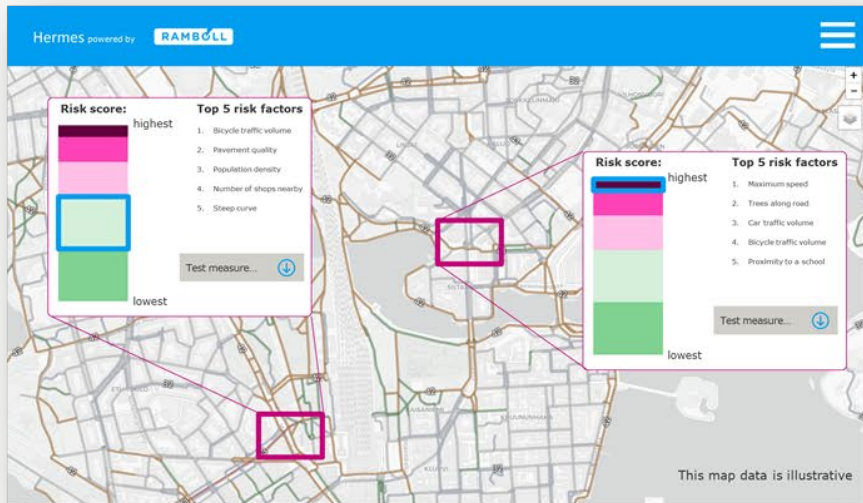 Hermes powered by RAMBOLL
Risk score:
highest
lowest
Top 5 risk factors
1. Bicycle traffic volume
2. Pavement quality
3. Population density
4. Number of shops nearby
5. Steep curve
Test measure...
Risk score:
highest
lowest
Top 5 risk factors
1. Maximum speed
2. Trees along road
3. Car traffic volume
4. Bicycle traffic volume
5. Proximity to a school
Test measure...
+
−
This map data is illustrative